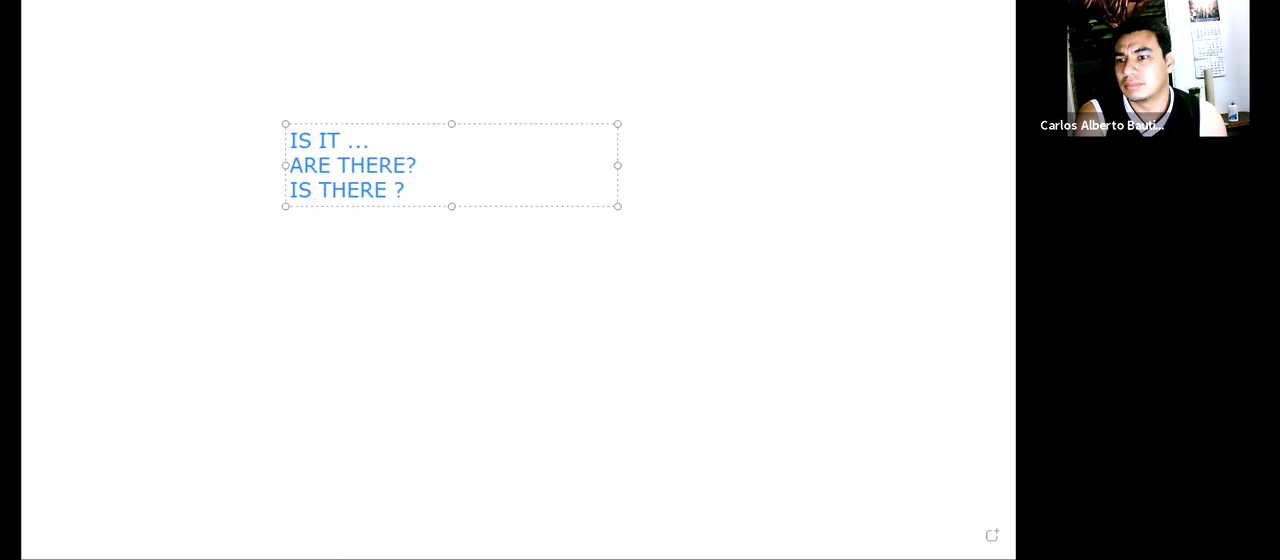 IS IT ...
ARE THERE?
IS THERE ?
Carlos Alberto Bauti...